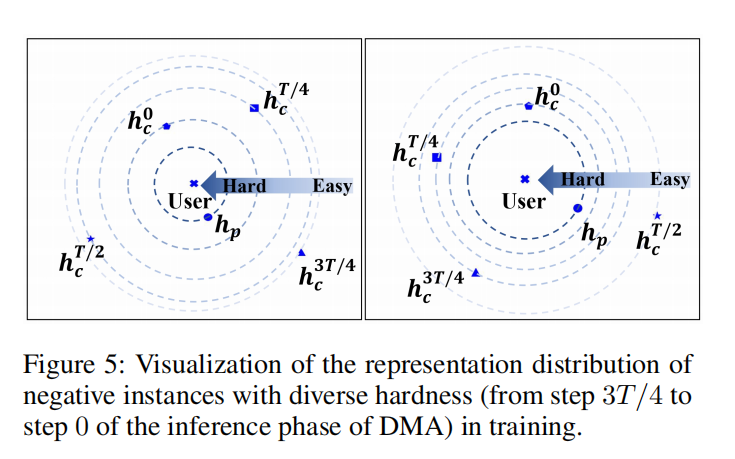 h_c^0
h_c^{T/4}
User
Hard
Easy
h_p
h_c^{T/2}
h_c^{3T/4}
h_c^0
h_c^{T/4}
User
Hard
Easy
h_p
h_c^{T/2}
h_c^{3T/4}
Figure 5: Visualization of the representation distribution of
negative instances with diverse hardness (from step 3T/4 to
step 0 of the inference phase of DMA) in training.